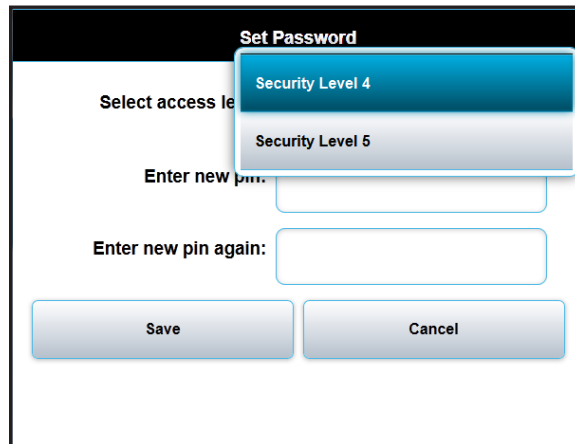 Set Password
Security Level 4
Select access le
Security Level 5
Enter new pin:
Enter new pin again:
Save
Cancel